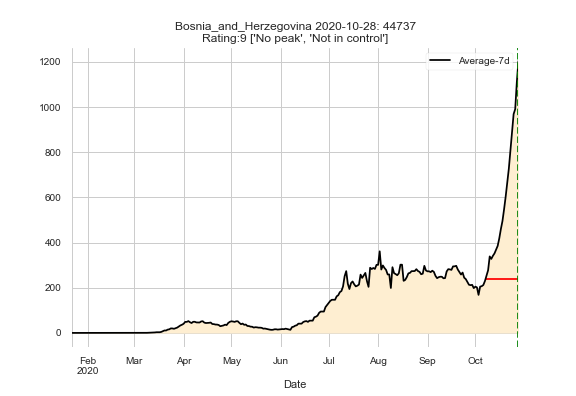 Bosnia_and_Herzegovina 2020-10-28: 44737
Rating:9 ['No peak', 'Not in control']
Average-7d
1200
1000
800
600
400
200
0
Feb Mar Apr May Jun Jul Aug Sep Oct
2020
Date